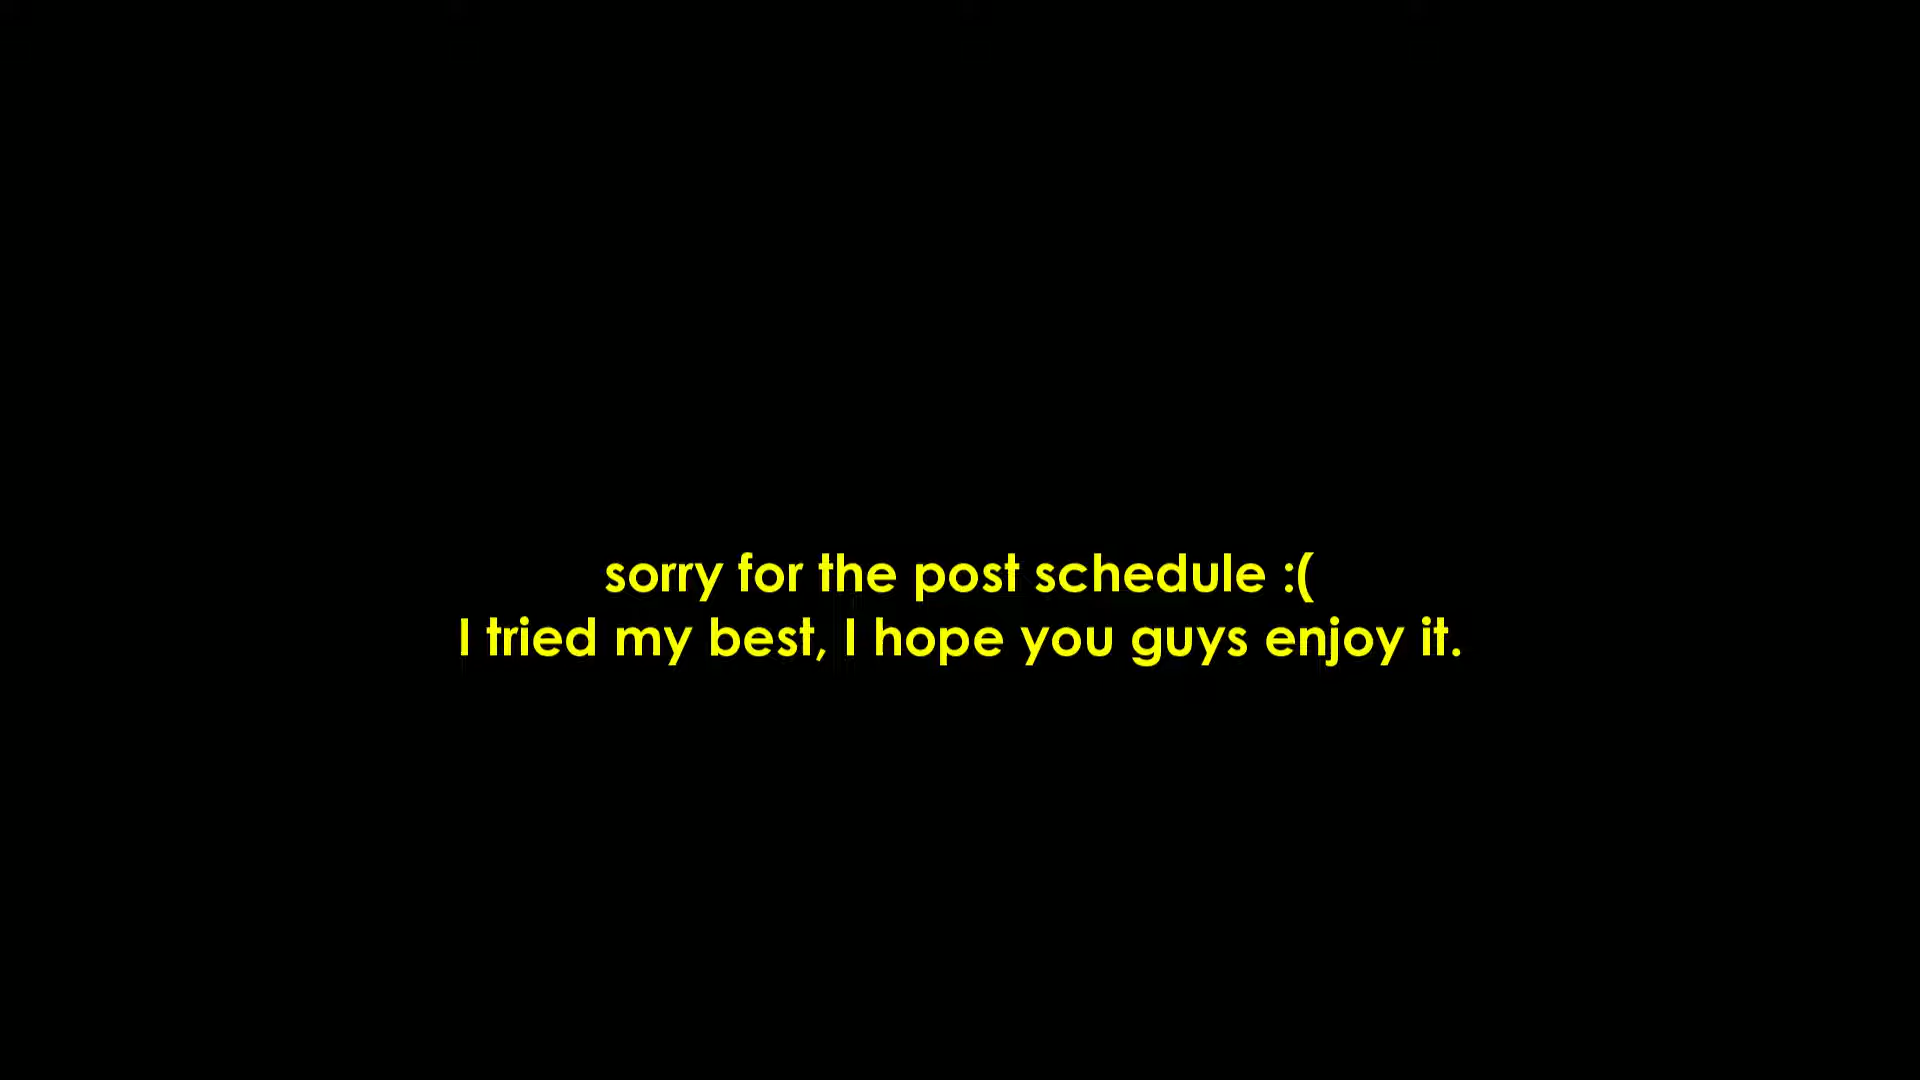 sorry for the post schedule :(
I tried my best, I hope you guys enjoy it.